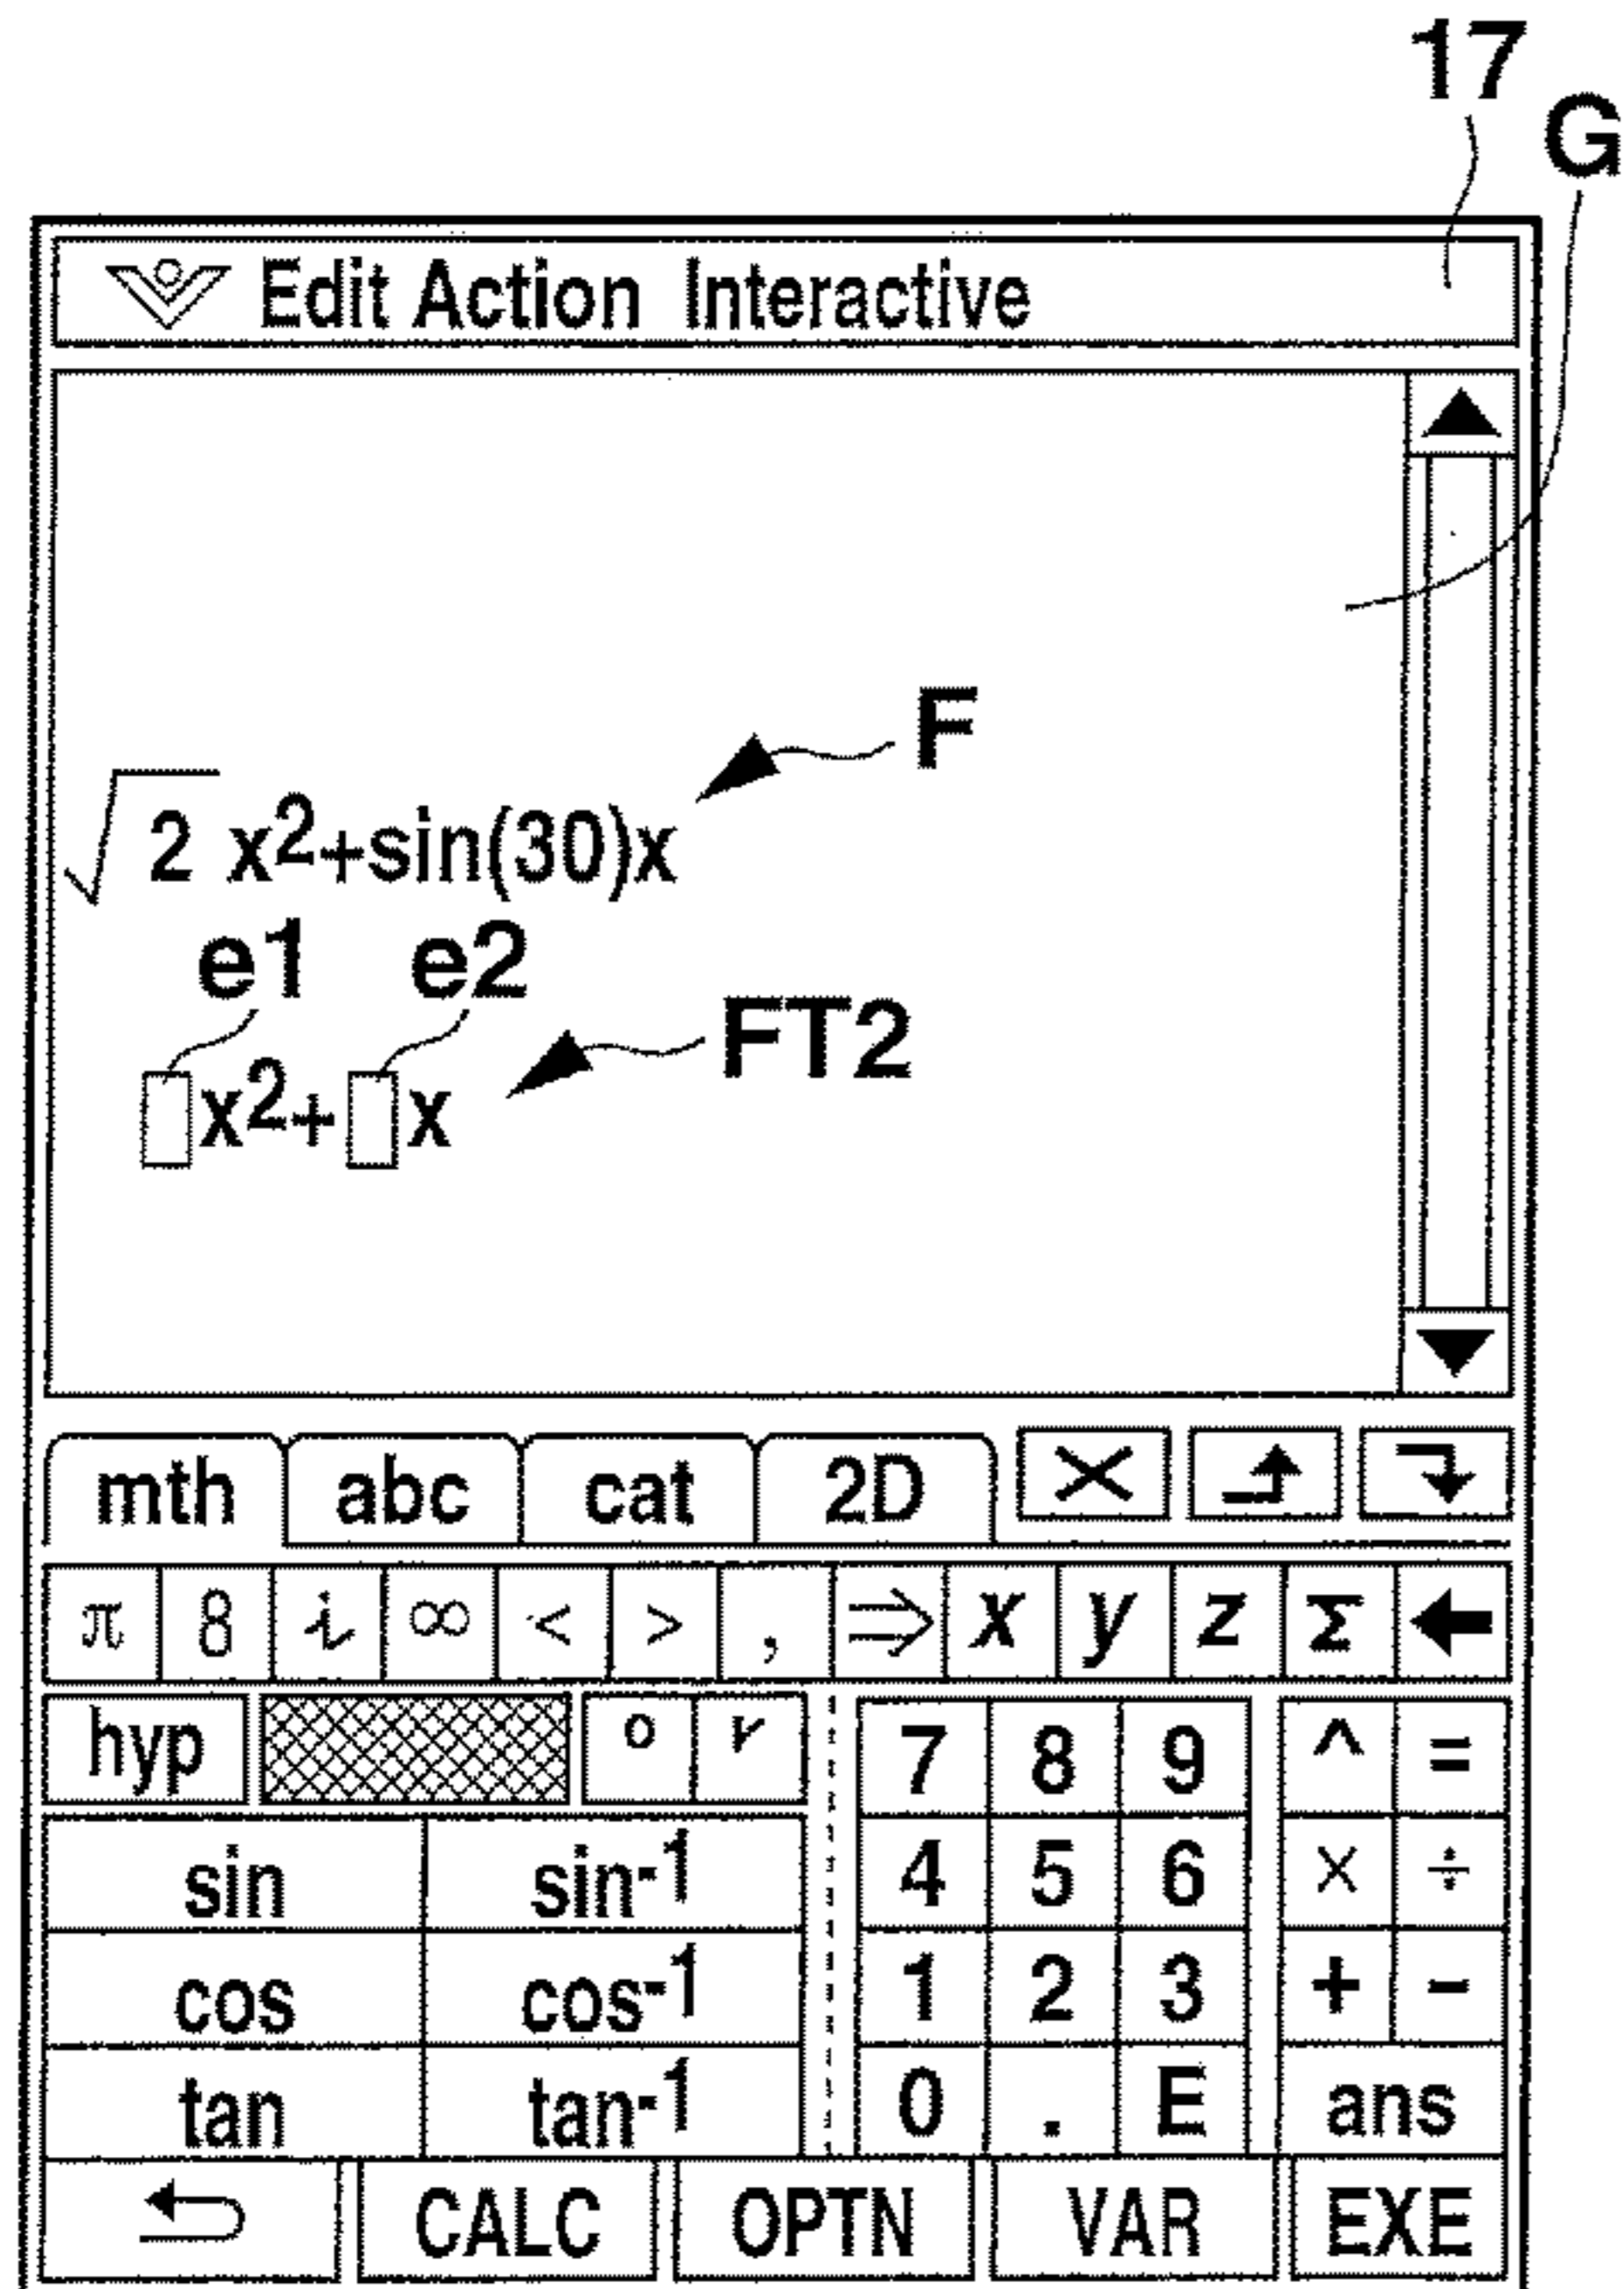 17
G
Edit Action Interactive
F
√2 x²+sin(30)x
e1 e2
FT2
□x²+□x
mth abc cat 2D
π 8 i ∞ < > , ⇒ x y z Σ ←
hyp ° r 7 8 9 ^ =
sin sin-1 4 5 6 × ÷
cos cos-1 1 2 3 + -
tan tan-1 0 . E ans
CALC OPTN VAR EXE